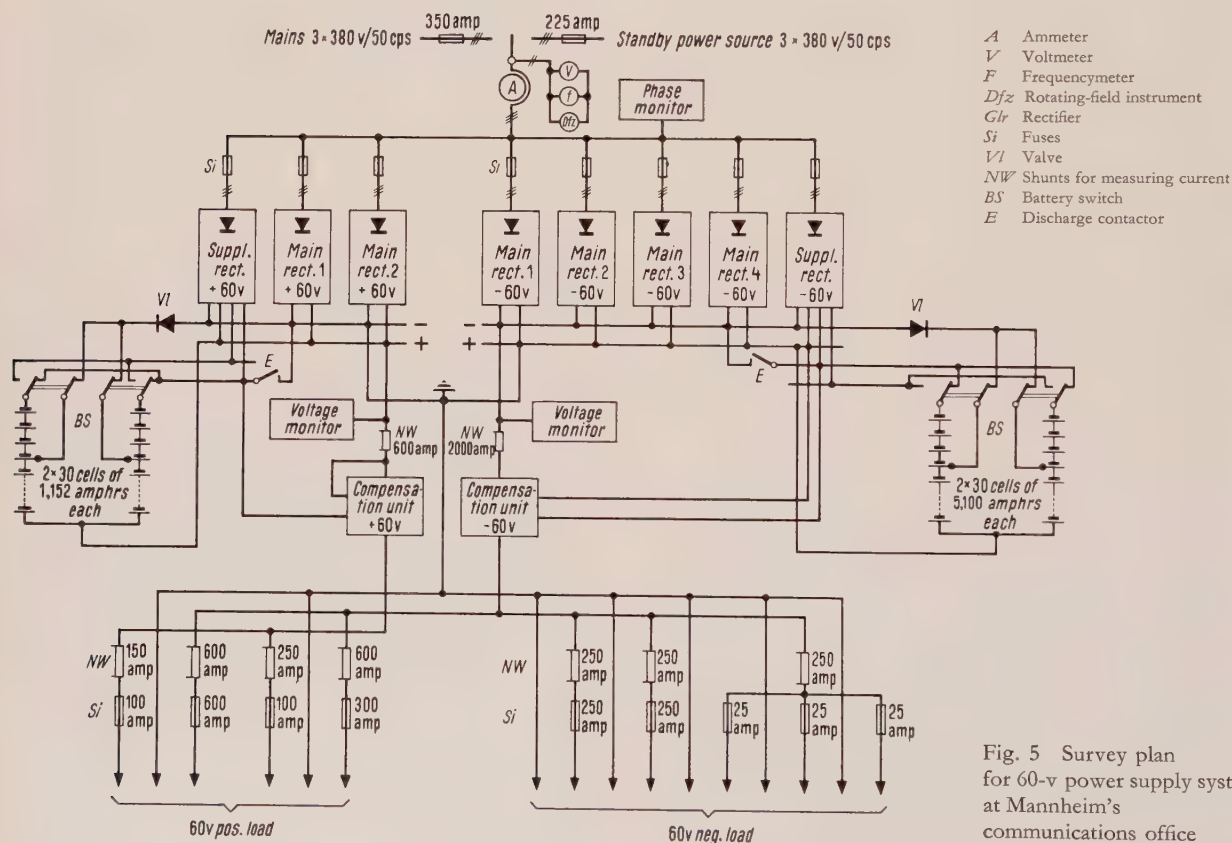 350 amp
225 amp
Mains 3 × 380 v/50 cps
Standby power source 3 × 380 v/50 cps
A Ammeter
V Voltmeter
F Frequencymeter
Dfz Rotating-field instrument
Glr Rectifier
Si Fuses
Vl Valve
NW Shunts for measuring current
BS Battery switch
E Discharge contactor
A
V
f
Dfz
Phase
monitor
Si
Si
Suppl.
rect.
+ 60v
Main
rect. 1
+ 60v
Main
rect. 2
+ 60v
Main
rect. 1
- 60v
Main
rect. 2
- 60v
Main
rect. 3
- 60v
Main
rect. 4
- 60v
Suppl.
rect.
- 60v
Vl
Vl
-
+
-
+
E
E
BS
BS
2 × 30 cells of
1,152 amphrs
each
2 × 30 cells of
5,100 amphrs
each
Voltage
monitor
Voltage
monitor
NW
600 amp
NW
2000 amp
Compensa-
tion unit
+ 60v
Compensa-
tion unit
- 60v
NW
150
amp
600
amp
250
amp
600
amp
Si
100
amp
600
amp
100
amp
300
amp
NW
250
amp
250
amp
250
amp
Si
250
amp
250
amp
25
amp
25
amp
25
amp
60v pos. load
60v neg. load
Fig. 5 Survey plan
for 60-v power supply syst
at Mannheim's
communications office